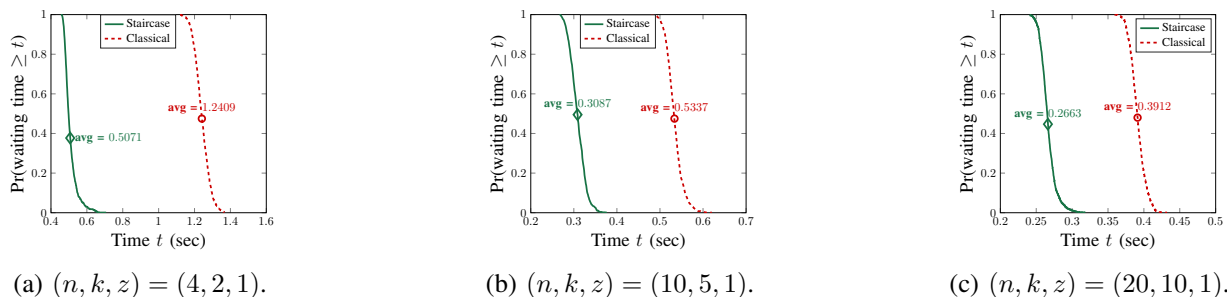 Pr(waiting time ≥ t)
1
0.8
0.6
0.4
0.2
0
Staircase
Classical
avg = 1.2409
avg = 0.5071
0.4 0.6 0.8 1 1.2 1.4 1.6
Time t (sec)
(a) (n, k, z) = (4, 2, 1).
Pr(waiting time ≥ t)
1
0.8
0.6
0.4
0.2
0
Staircase
Classical
avg = 0.3087
avg = 0.5337
0.2 0.3 0.4 0.5 0.6 0.7
Time t (sec)
(b) (n, k, z) = (10, 5, 1).
Pr(waiting time ≥ t)
1
0.8
0.6
0.4
0.2
0
Staircase
Classical
avg = 0.3912
avg = 0.2663
0.2 0.25 0.3 0.35 0.4 0.45 0.5
Time t (sec)
(c) (n, k, z) = (20, 10, 1).